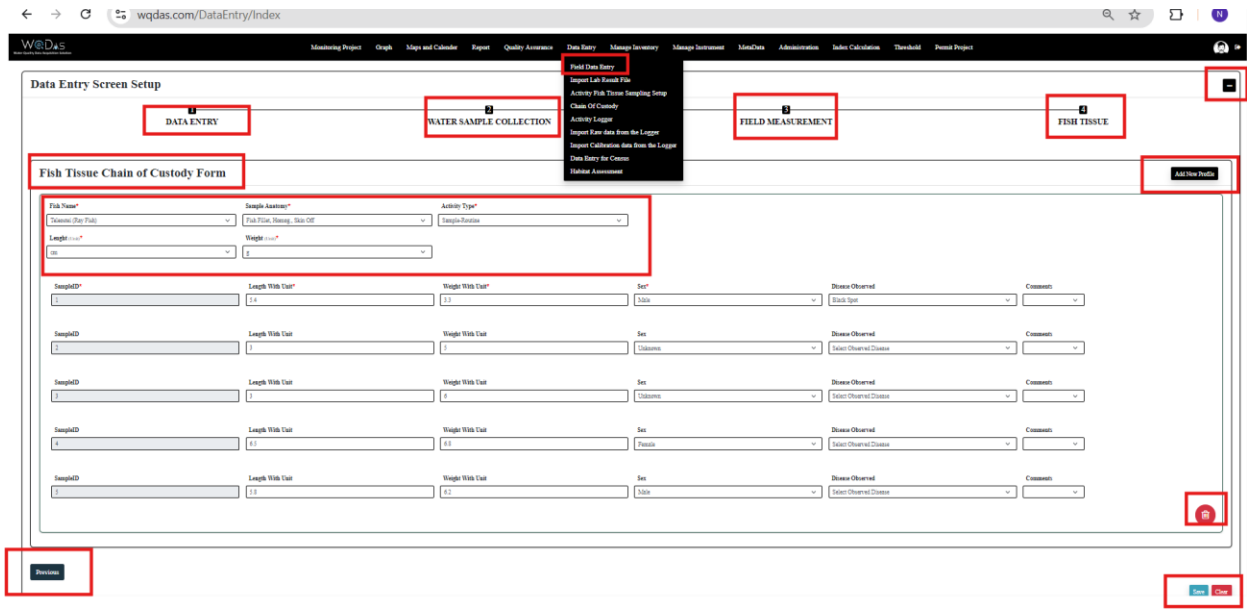 wqdas.com/DataEntry/Index
N
WQDAS
Monitoring Project Graph Maps and Calender Report Quality Assurance Data Entry Manage Inventory Manage Instrument MetaData Administration Index Calculation Threshold Permit Project
Field Data Entry
Import Lab Result File
Activity Fish Tissue Sampling Setup
Chain Of Custody
Activity Logger
Import Raw data from the Logger
Import Calibration data from the Logger
Data Entry for Census
Habitat Assessment
Data Entry Screen Setup
1 2 3 4
DATA ENTRY WATER SAMPLE COLLECTION FIELD MEASUREMENT FISH TISSUE
Fish Tissue Chain of Custody Form
Add New Profile
Fish Name* Sample Anatomy* Activity Type*
(Ray Fish) Fish Fillet, Homog., Skin Off Sample-Routine
Lenght * Weight *
cm g
SampleID* Length With Unit* Weight With Unit* Sex* Disease Observed Comments
1 3.4 3.3 Male Black Spot
SampleID Length With Unit Weight With Unit Sex Disease Observed Comments
2 3 5 Unknown Select Observed Disease
SampleID Length With Unit Weight With Unit Sex Disease Observed Comments
3 3 6 Unknown Select Observed Disease
SampleID Length With Unit Weight With Unit Sex Disease Observed Comments
4 6.5 6.8 Female Select Observed Disease
SampleID Length With Unit Weight With Unit Sex Disease Observed Comments
5 5.8 6.2 Male Select Observed Disease
Previous
Save Clear